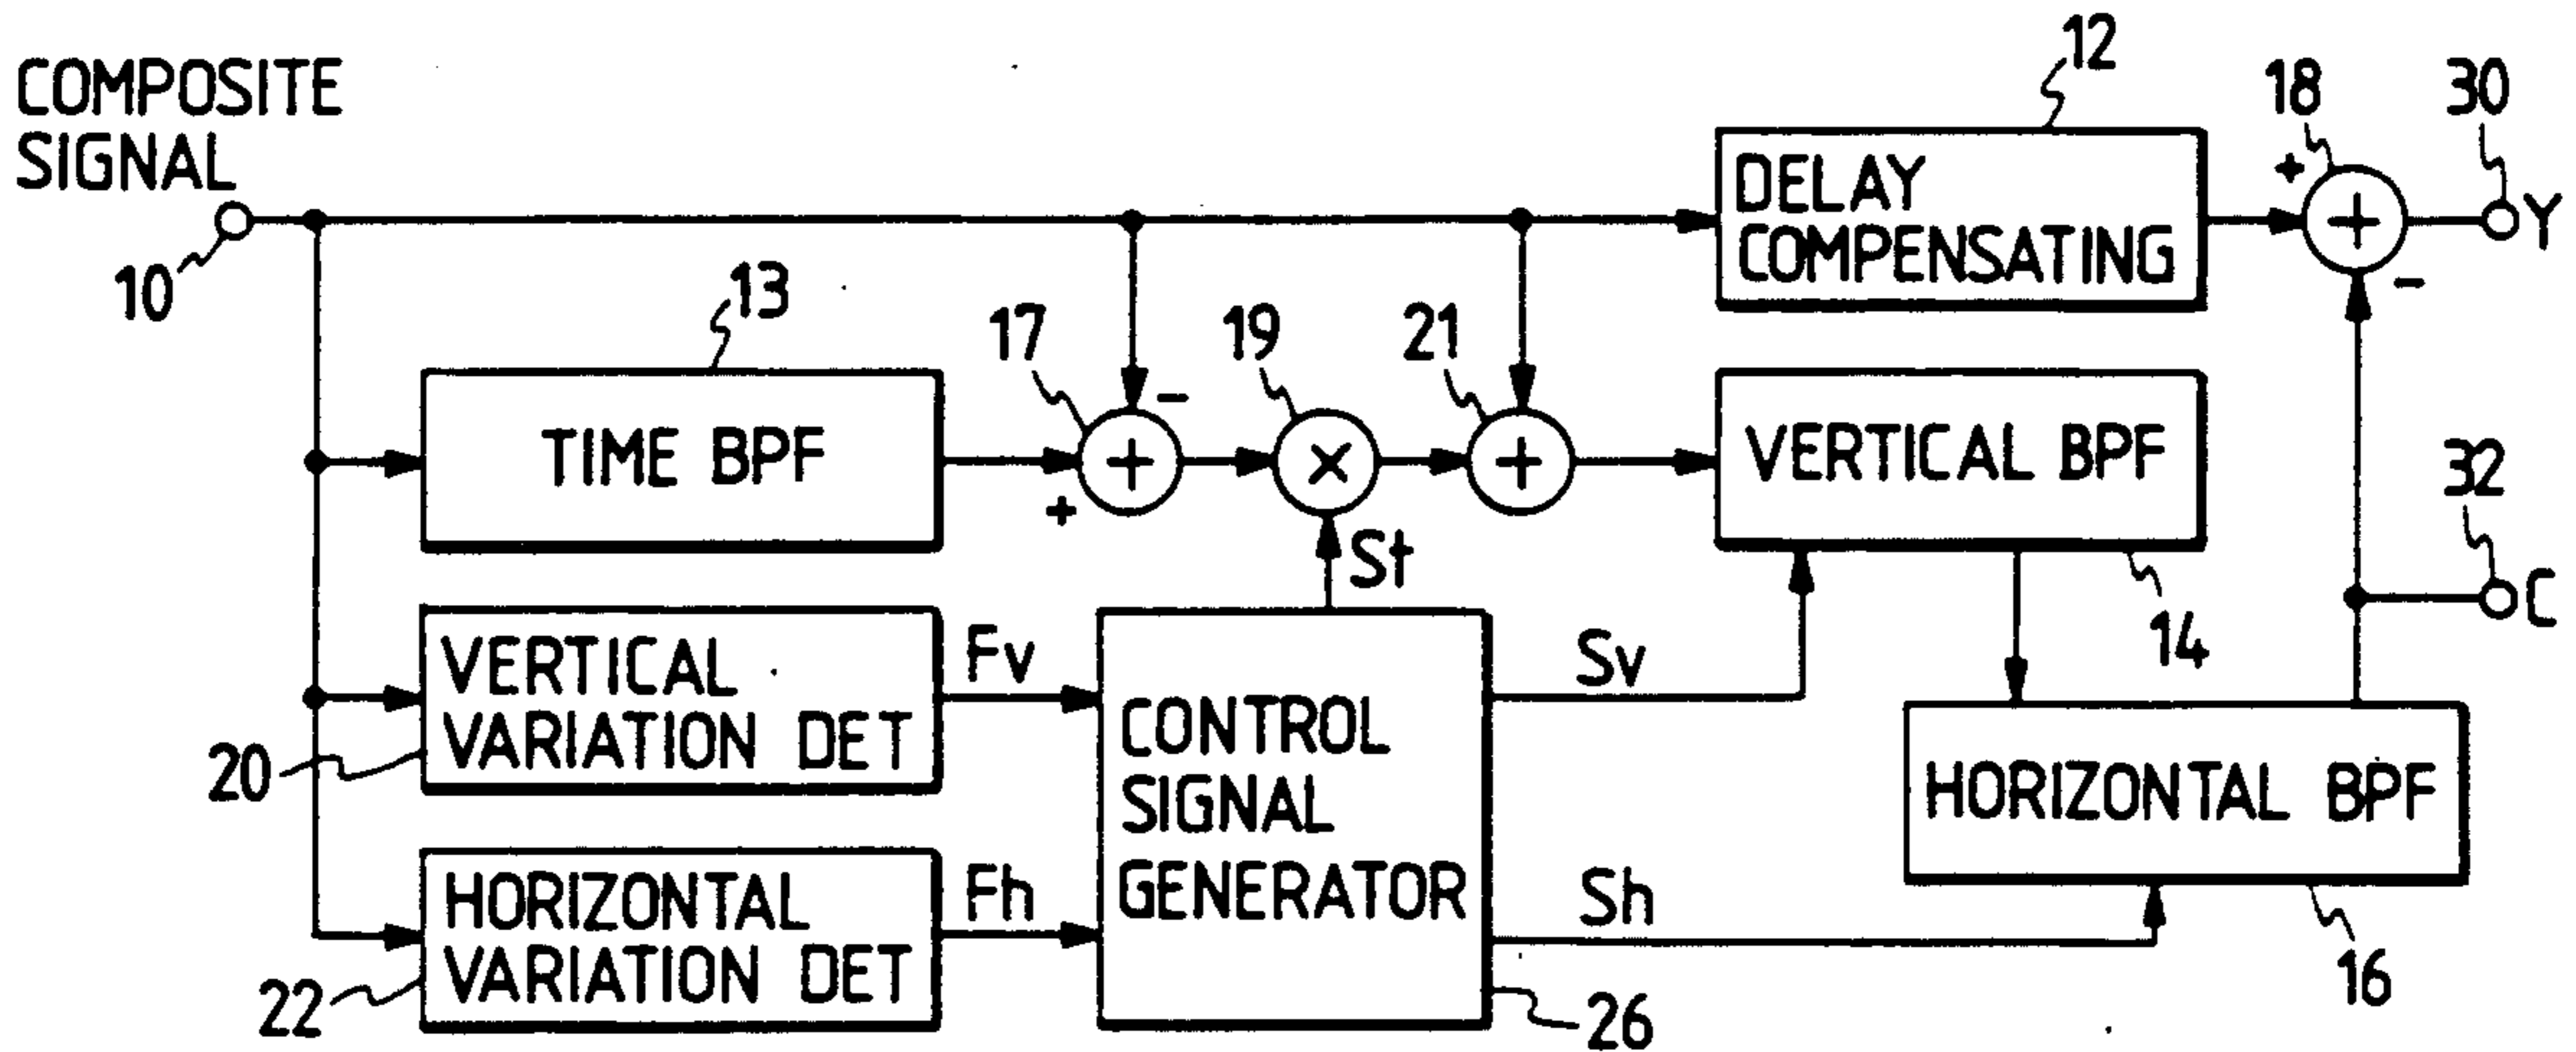 COMPOSITE
SIGNAL
10
12
DELAY
COMPENSATING
18
+
+
-
30
Y
13
TIME BPF
17
-
+
+
19
×
21
+
VERTICAL BPF
14
32
C
St
VERTICAL
VARIATION DET
20
Fv
HORIZONTAL
VARIATION DET
22
Fh
CONTROL
SIGNAL
GENERATOR
26
Sv
Sh
HORIZONTAL BPF
16